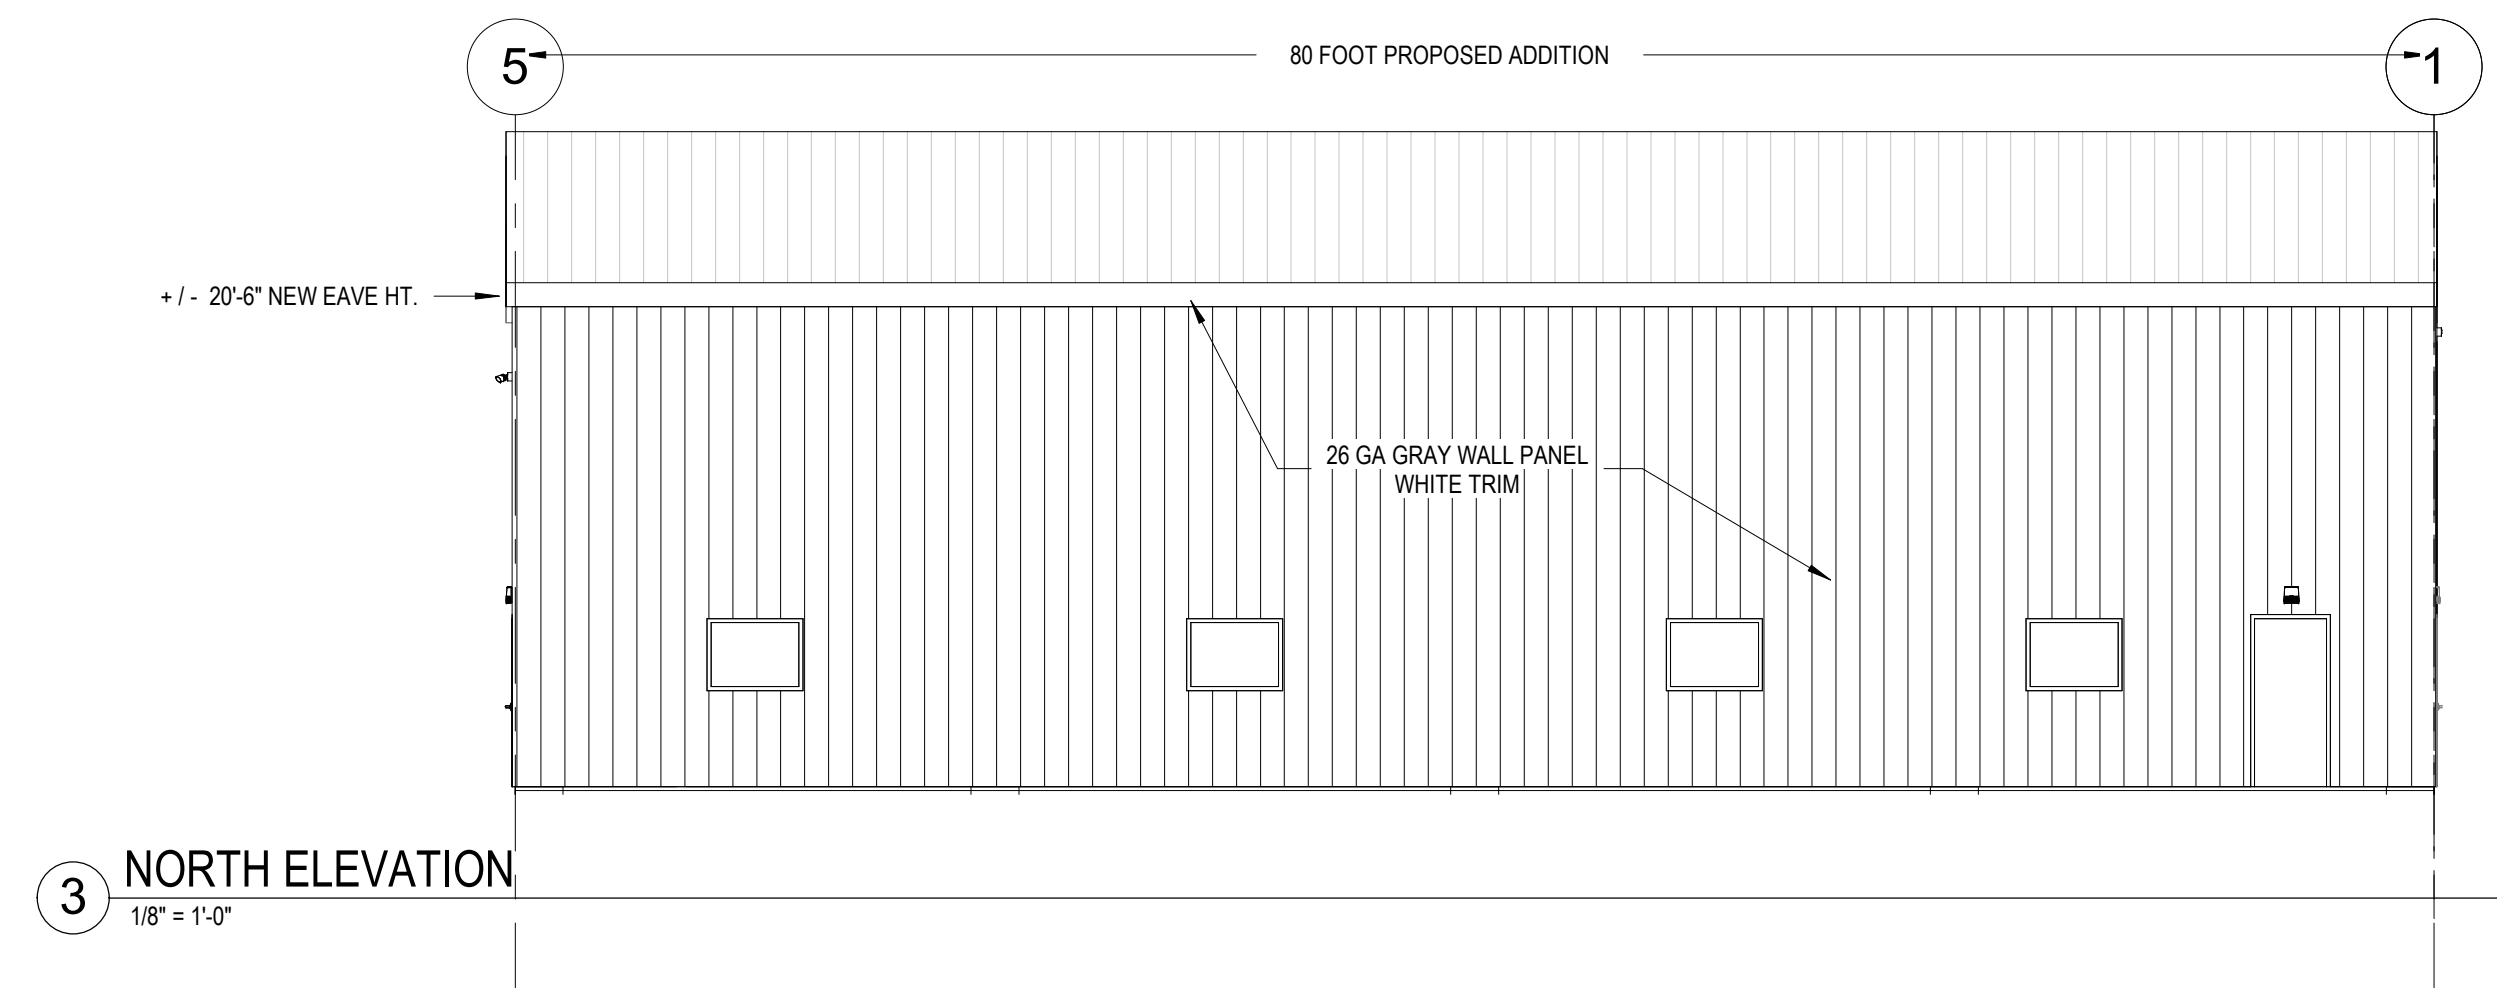 5
80 FOOT PROPOSED ADDITION
1
+ / -  20'-6" NEW EAVE HT.
26 GA GRAY WALL PANEL
WHITE TRIM
3
NORTH ELEVATION
1/8" = 1'-0"